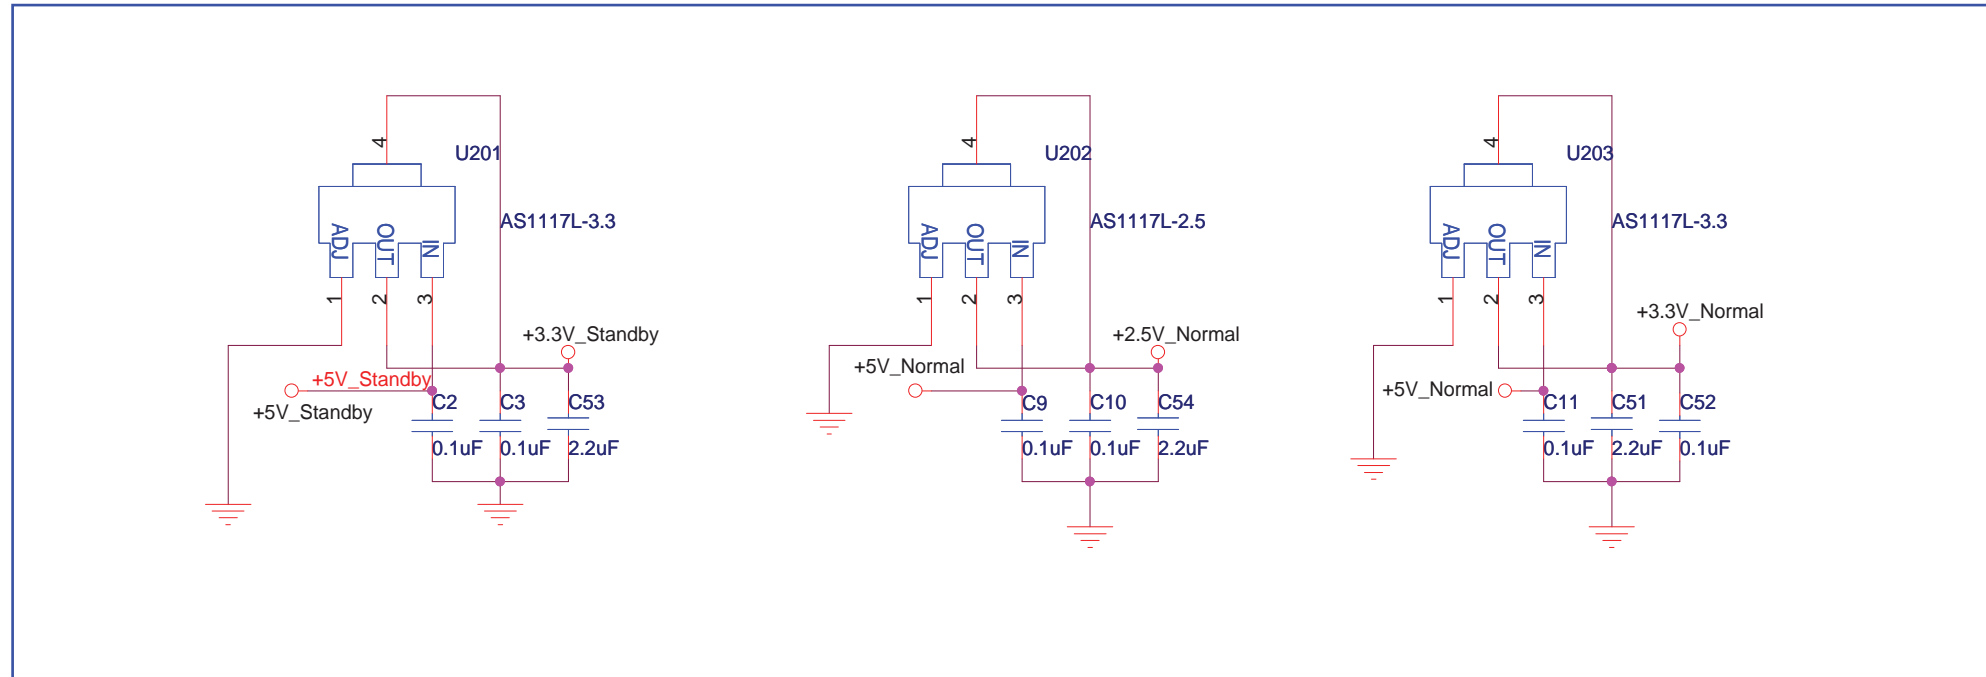 4
U201
AS1117L-3.3
ADJ
OUT
IN
1
2
3
+3.3V_Standby
+5V_Standby
+5V_Standby
C2
C3
C53
0.1uF
0.1uF
2.2uF
4
U202
AS1117L-2.5
ADJ
OUT
IN
1
2
3
+2.5V_Normal
+5V_Normal
C9
C10
C54
0.1uF
0.1uF
2.2uF
4
U203
AS1117L-3.3
ADJ
OUT
IN
1
2
3
+3.3V_Normal
+5V_Normal
C11
C51
C52
0.1uF
2.2uF
0.1uF